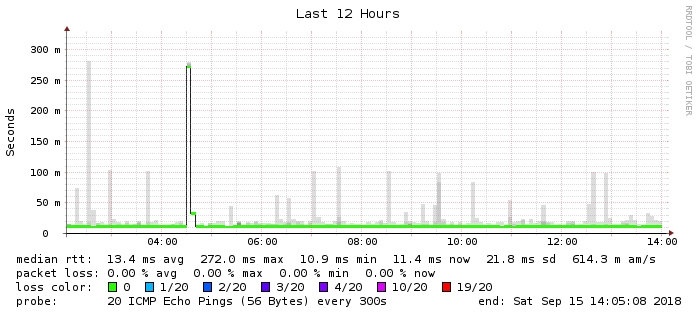 Last 12 Hours
RRDTOOL / TOBI OETIKER
Seconds
300 m
250 m
200 m
150 m
100 m
50 m
0
04:00 06:00 08:00 10:00 12:00 14:00
median rtt: 13.4 ms avg 272.0 ms max 10.9 ms min 11.4 ms now 21.8 ms sd 614.3 m am/s
packet loss: 0.00 % avg 0.00 % max 0.00 % min 0.00 % now
loss color: 0 1/20 2/20 3/20 4/20 10/20 19/20
probe: 20 ICMP Echo Pings (56 Bytes) every 300s end: Sat Sep 15 14:05:08 2018